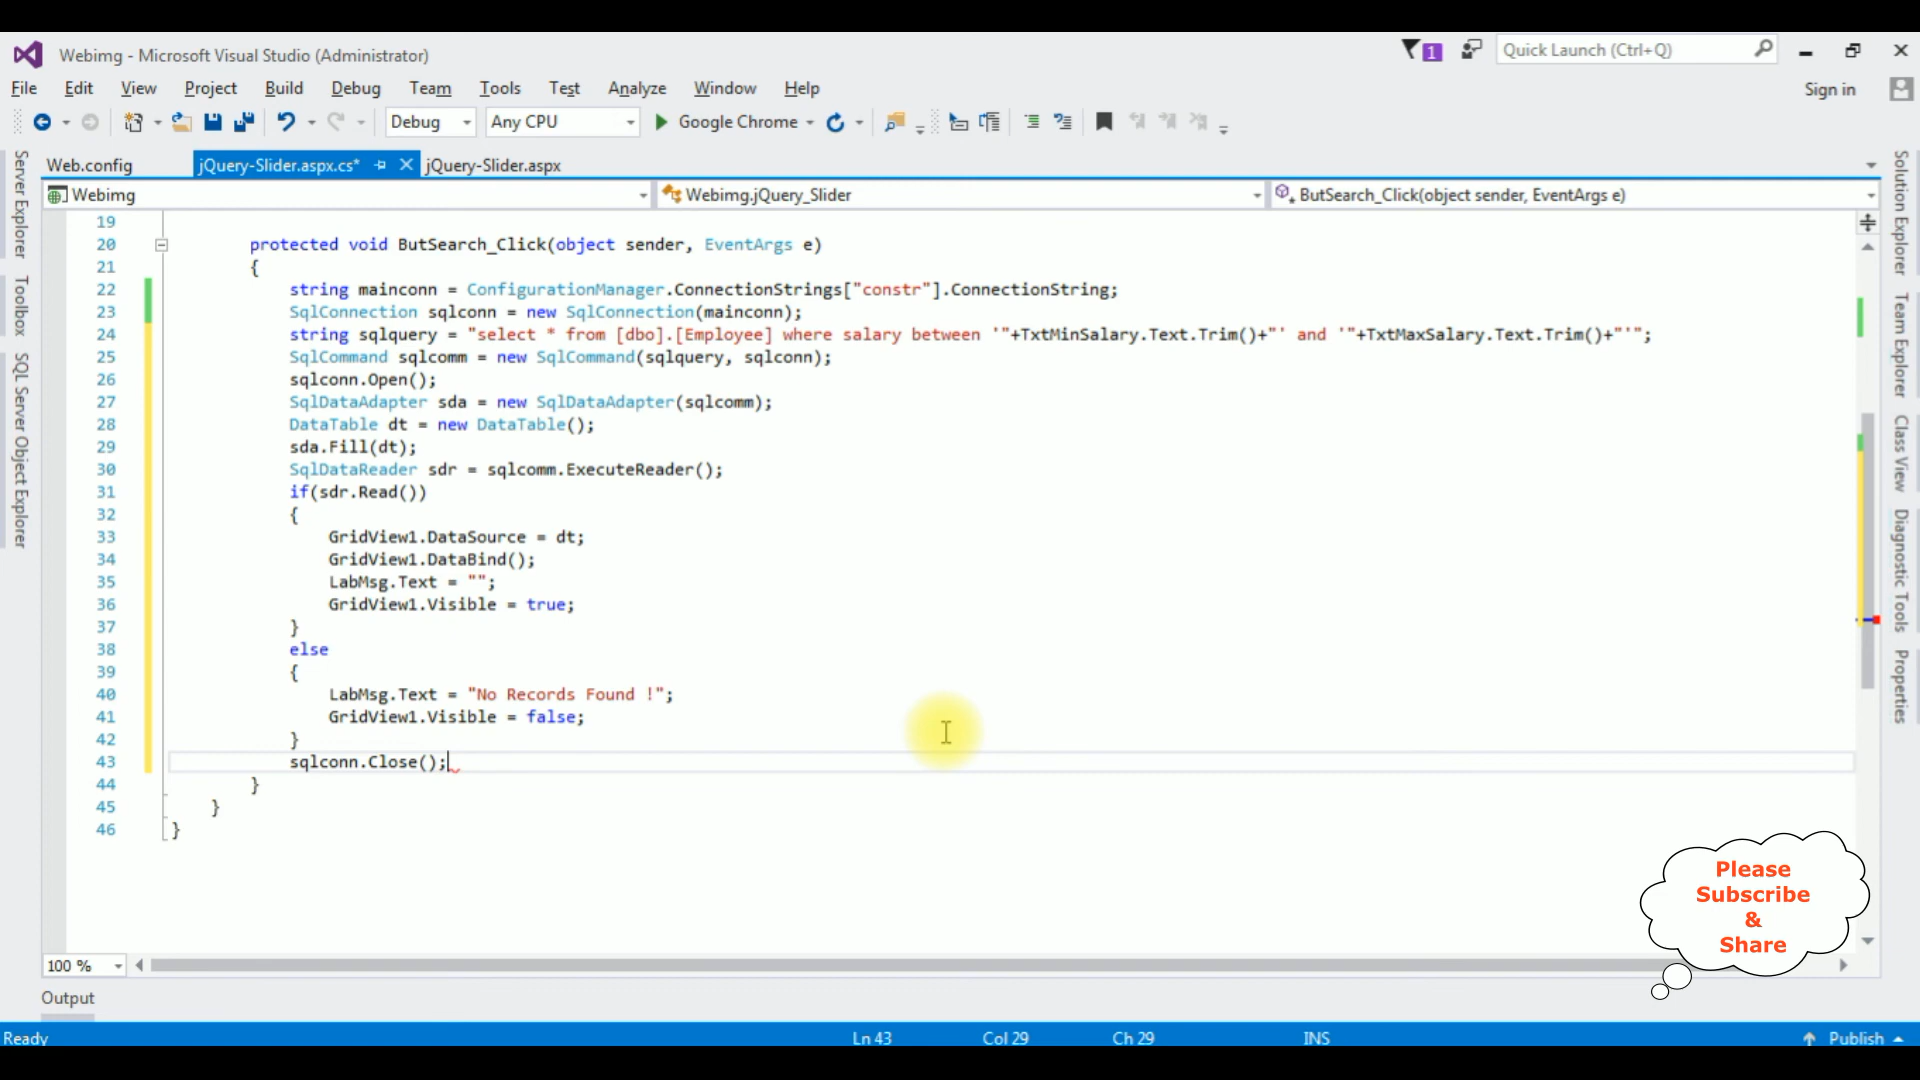 Webimg - Microsoft Visual Studio (Administrator)
1
Quick Launch (Ctrl+Q)
File Edit View Project Build Debug Team Tools Test Analyze Window Help
Sign in
Debug Any CPU Google Chrome
Web.config jQuery-Slider.aspx.cs* jQuery-Slider.aspx
Webimg Webimg.jQuery_Slider ButSearch_Click(object sender, EventArgs e)
Server Explorer
Toolbox
SQL Server Object Explorer
19
20 protected void ButSearch_Click(object sender, EventArgs e)
21 {
22 string mainconn = ConfigurationManager.ConnectionStrings["constr"].ConnectionString;
23 SqlConnection sqlconn = new SqlConnection(mainconn);
24 string sqlquery = "select * from [dbo].[Employee] where salary between '"+TxtMinSalary.Text.Trim()+"' and '"+TxtMaxSalary.Text.Trim()+"'";
25 SqlCommand sqlcomm = new SqlCommand(sqlquery, sqlconn);
26 sqlconn.Open();
27 SqlDataAdapter sda = new SqlDataAdapter(sqlcomm);
28 DataTable dt = new DataTable();
29 sda.Fill(dt);
30 SqlDataReader sdr = sqlcomm.ExecuteReader();
31 if(sdr.Read())
32 {
33 GridView1.DataSource = dt;
34 GridView1.DataBind();
35 LabMsg.Text = "";
36 GridView1.Visible = true;
37 }
38 else
39 {
40 LabMsg.Text = "No Records Found !";
41 GridView1.Visible = false;
42 }
43 sqlconn.Close();
44 }
45 }
46 }
Solution Explorer
Team Explorer
Class View
Diagnostic Tools
Properties
Please
Subscribe
&
Share
100 %
Output
Ready Ln 43 Col 29 Ch 29 INS Publish